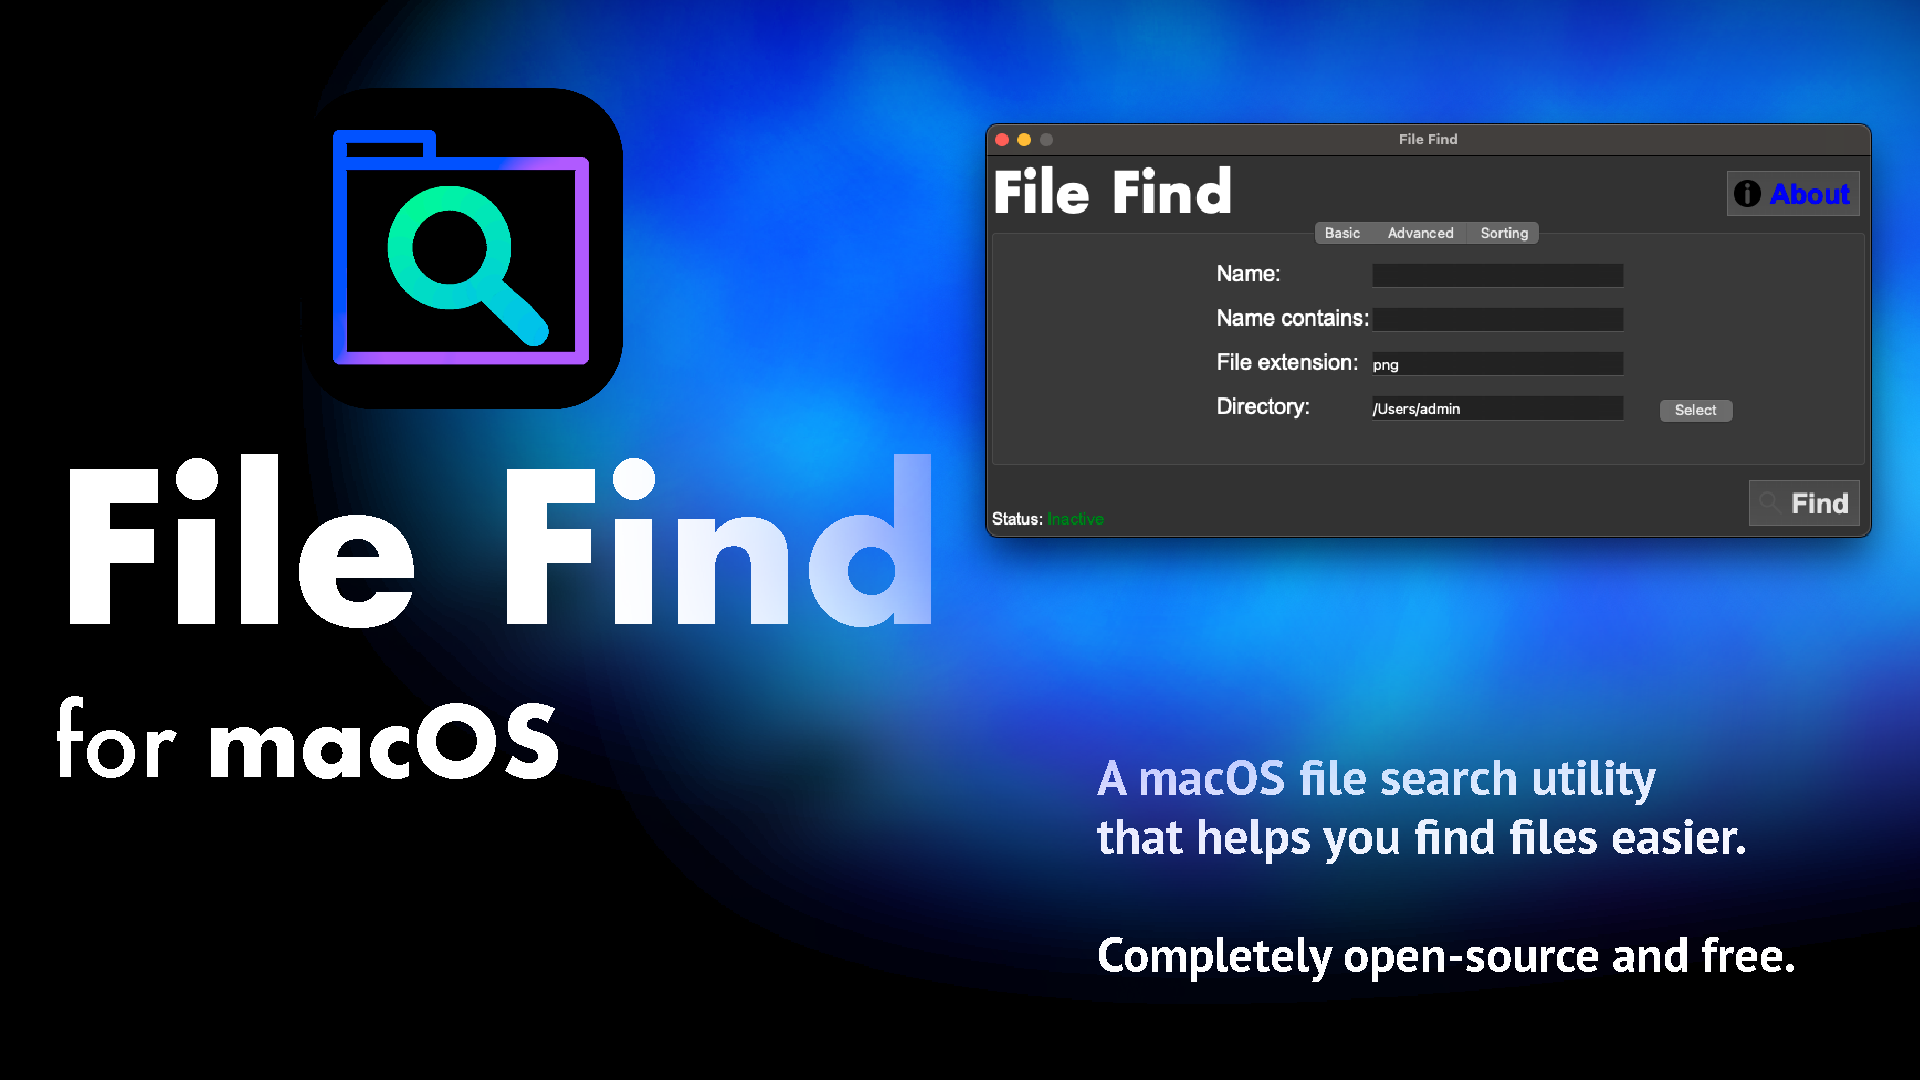 File Find
for macOS
File Find
File Find
About
Basic Advanced Sorting
Name:
Name contains:
File extension: png
Directory: /Users/admin Select
Find
Status: Inactive
A macOS file search utility
that helps you find files easier.
Completely open-source and free.